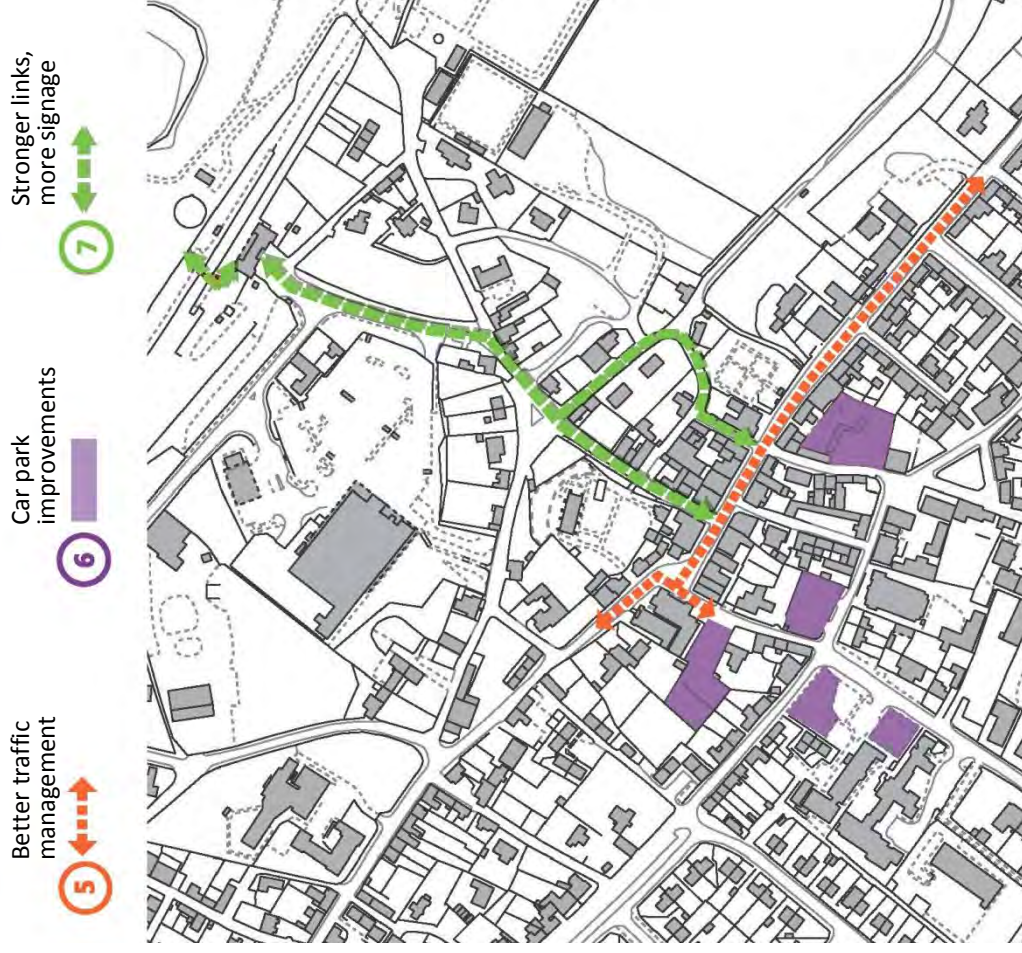 5
Better traffic
management
6
Car park
improvements
7
Stronger links,
more signage